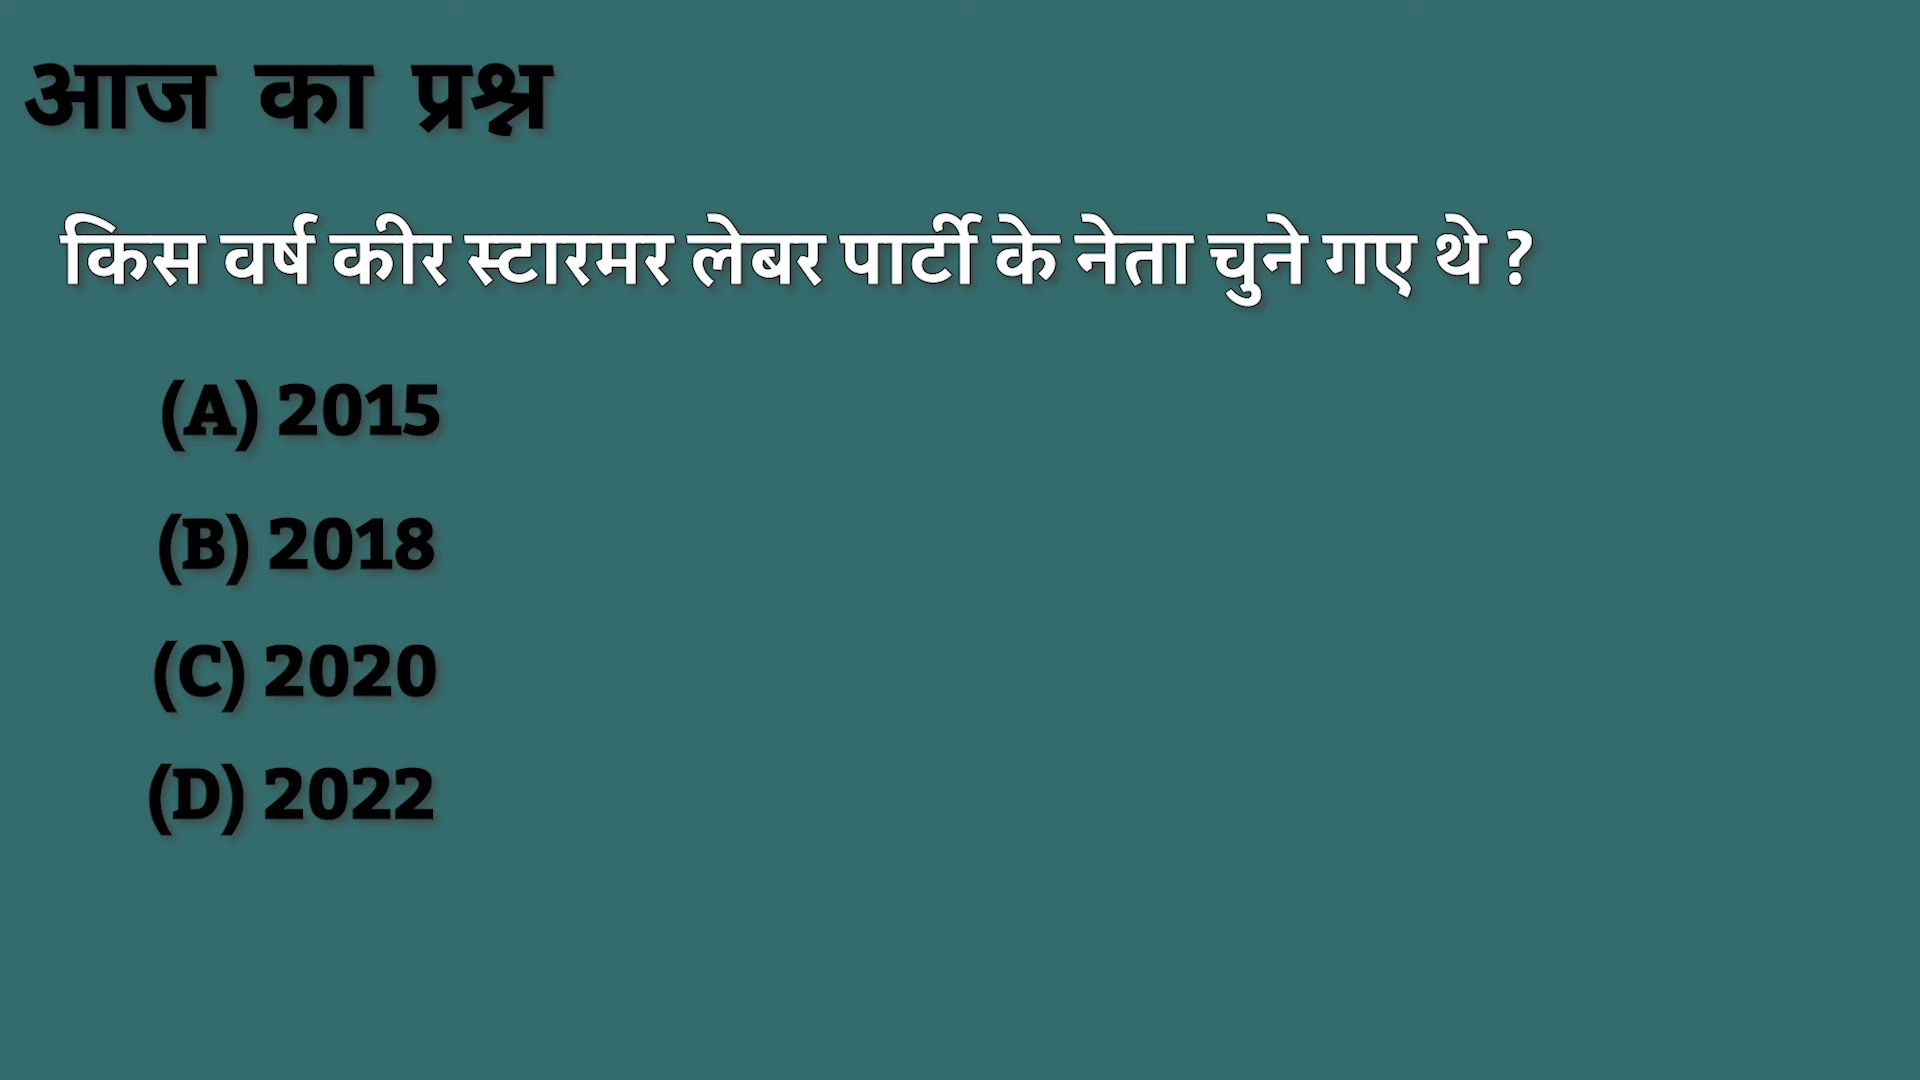 आज का प्रश्न
किस वर्ष कीर स्टारमर लेबर पार्टी के नेता चुने गए थे ?
(A) 2015
(B) 2018
(C) 2020
(D) 2022